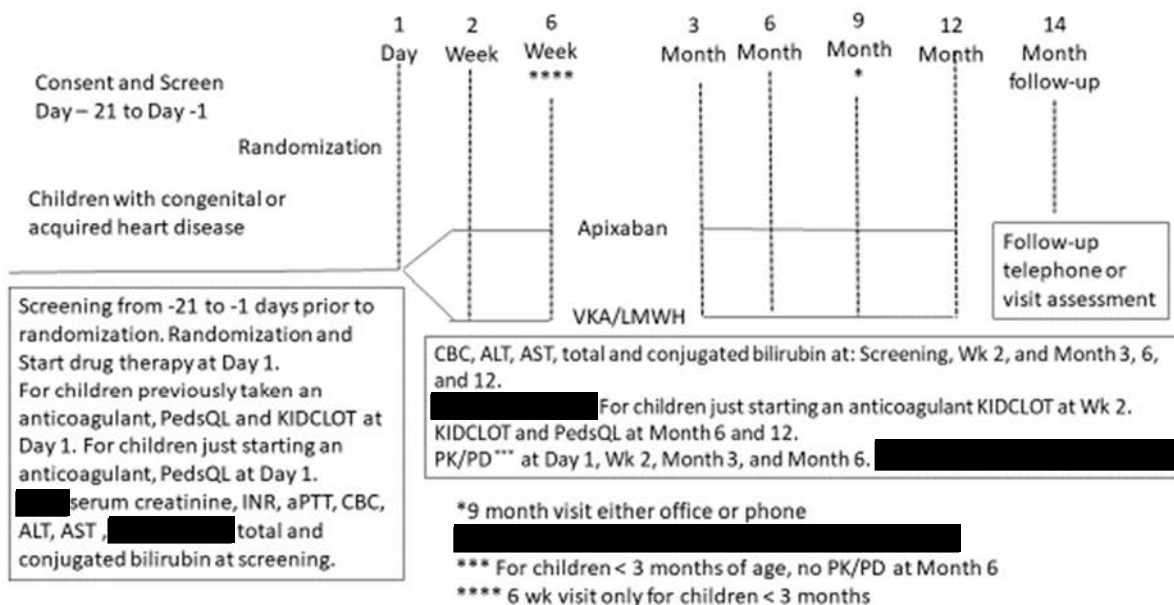 1
Day
2
Week
6
Week
****
3
Month
6
Month
9
Month
*
12
Month
14
Month
follow-up
Consent and Screen
Day – 21 to Day -1
Randomization
Children with congenital or
acquired heart disease
Apixaban
VKA/LMWH
Follow-up
telephone or
visit assessment
Screening from -21 to -1 days prior to
randomization. Randomization and
Start drug therapy at Day 1.
For children previously taken an
anticoagulant, PedsQL and KIDCLOT at
Day 1. For children just starting an
anticoagulant, PedsQL at Day 1.
serum creatinine, INR, aPTT, CBC,
ALT, AST , total and
conjugated bilirubin at screening.
CBC, ALT, AST, total and conjugated bilirubin at: Screening, Wk 2, and Month 3, 6,
and 12.
For children just starting an anticoagulant KIDCLOT at Wk 2.
KIDCLOT and PedsQL at Month 6 and 12.
PK/PD*** at Day 1, Wk 2, Month 3, and Month 6.
*9 month visit either office or phone
*** For children < 3 months of age, no PK/PD at Month 6
**** 6 wk visit only for children < 3 months